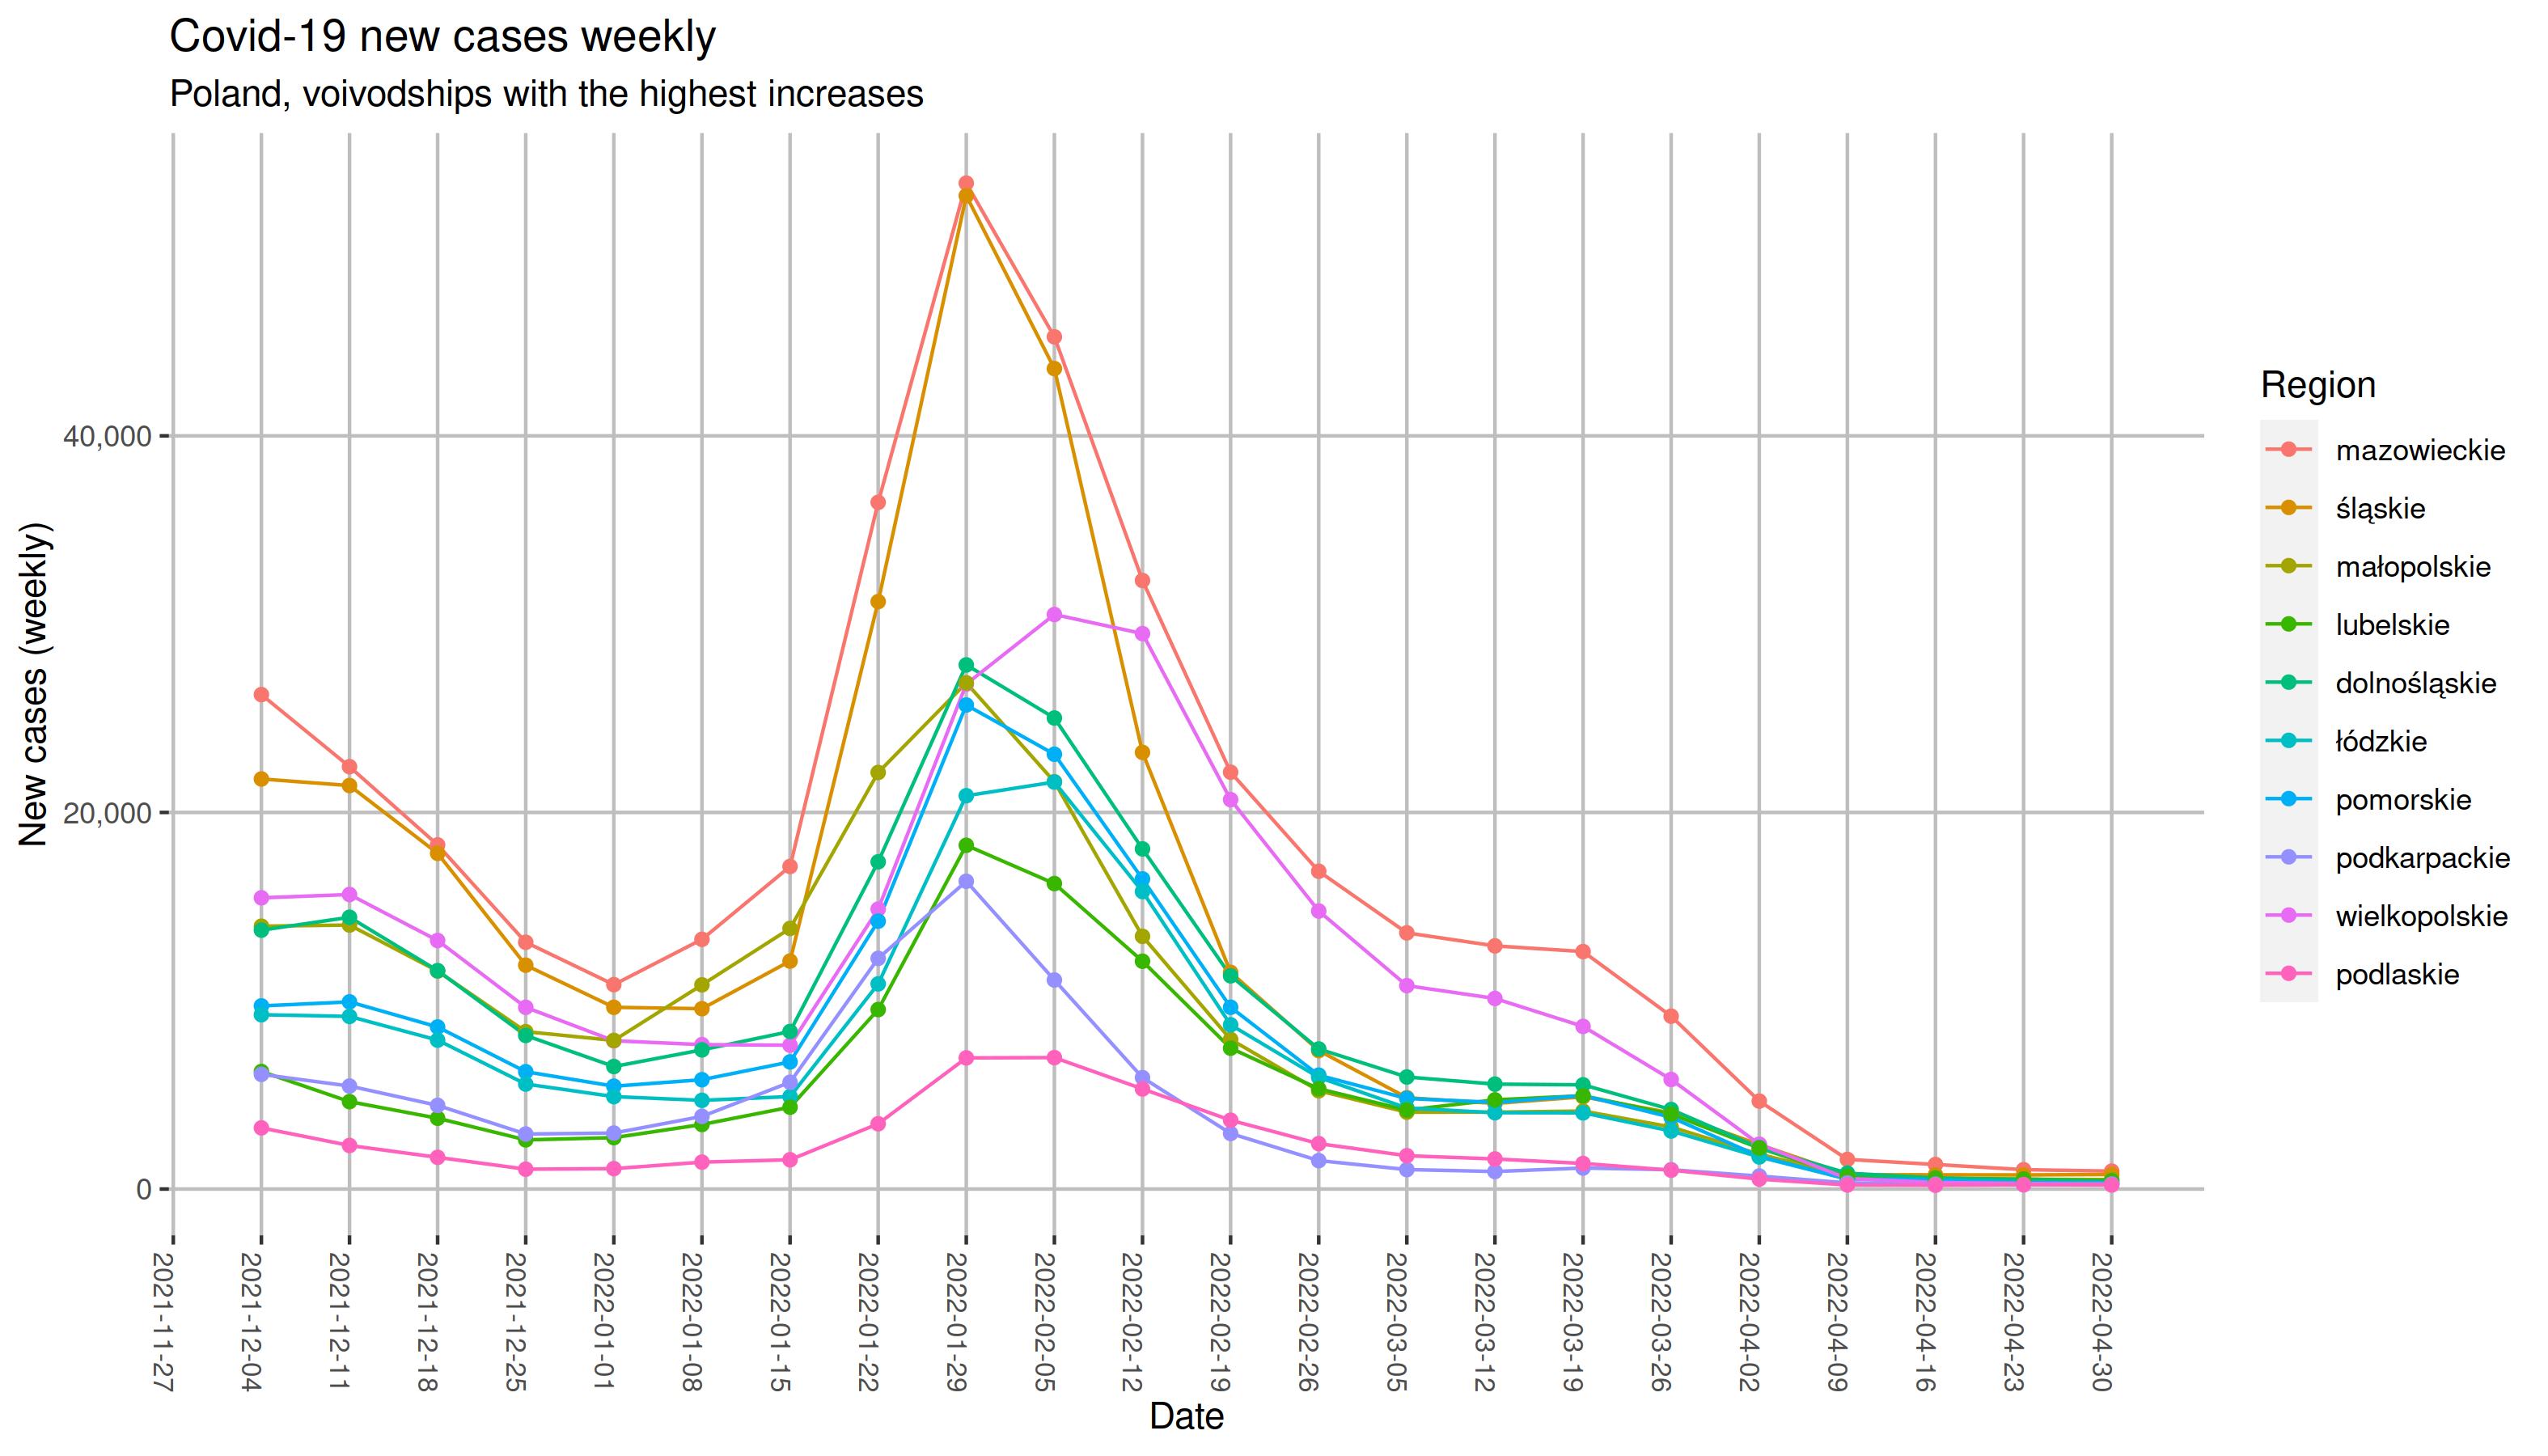 Covid-19 new cases weekly
Poland, voivodships with the highest increases
New cases (weekly)
40,000
20,000
0
2021-11-27
2021-12-04
2021-12-11
2021-12-18
2021-12-25
2022-01-01
2022-01-08
2022-01-15
2022-01-22
2022-01-29
2022-02-05
2022-02-12
2022-02-19
2022-02-26
2022-03-05
2022-03-12
2022-03-19
2022-03-26
2022-04-02
2022-04-09
2022-04-16
2022-04-23
2022-04-30
Date
Region
mazowieckie
śląskie
małopolskie
lubelskie
dolnośląskie
łódzkie
pomorskie
podkarpackie
wielkopolskie
podlaskie